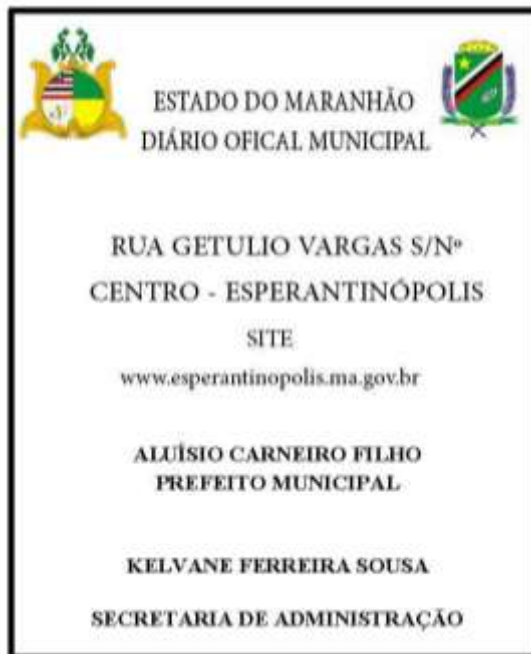 ESTADO DO MARANHÃO
DIÁRIO OFICAL MUNICIPAL
RUA GETULIO VARGAS S/Nº
CENTRO - ESPERANTINÓPOLIS
SITE
www.esperantinopolis.ma.gov.br
ALUÍSIO CARNEIRO FILHO
PREFEITO MUNICIPAL
KELVANE FERREIRA SOUSA
SECRETARIA DE ADMINISTRAÇÃO